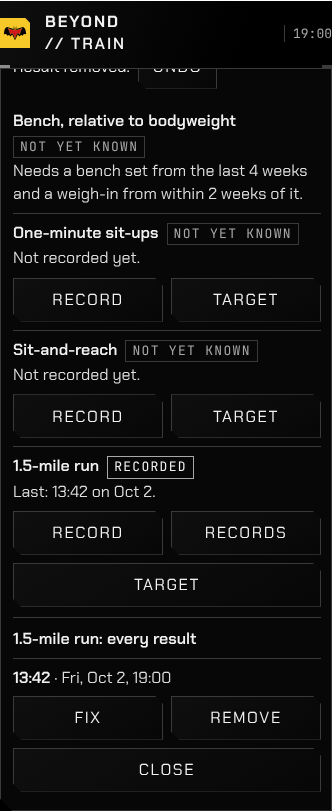 BEYOND
// TRAIN
19:00
Result removed.
UNDO
Bench, relative to bodyweight
NOT YET KNOWN
Needs a bench set from the last 4 weeks
and a weigh-in from within 2 weeks of it.
One-minute sit-ups NOT YET KNOWN
Not recorded yet.
RECORD TARGET
Sit-and-reach NOT YET KNOWN
Not recorded yet.
RECORD TARGET
1.5-mile run RECORDED
Last: 13:42 on Oct 2.
RECORD RECORDS
TARGET
1.5-mile run: every result
13:42 · Fri, Oct 2, 19:00
FIX REMOVE
CLOSE